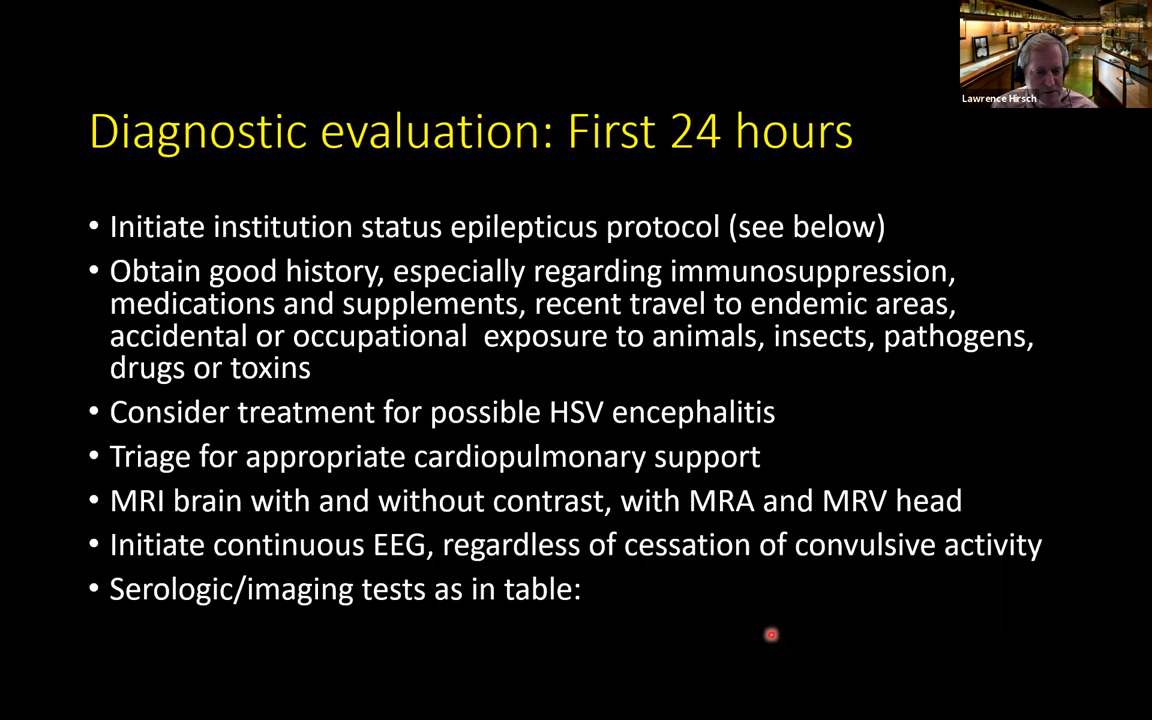 Lawrence Hirsch
Diagnostic evaluation: First 24 hours
• Initiate institution status epilepticus protocol (see below)
• Obtain good history, especially regarding immunosuppression,
medications and supplements, recent travel to endemic areas,
accidental or occupational  exposure to animals, insects, pathogens,
drugs or toxins
• Consider treatment for possible HSV encephalitis
• Triage for appropriate cardiopulmonary support
• MRI brain with and without contrast, with MRA and MRV head
• Initiate continuous EEG, regardless of cessation of convulsive activity
• Serologic/imaging tests as in table: